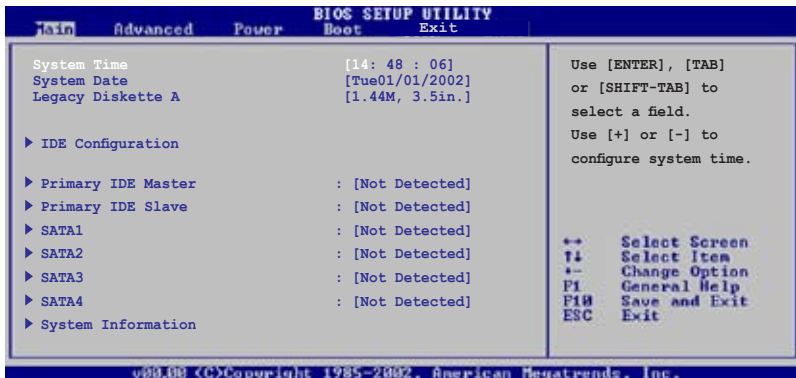 BIOS SETUP UTILITY
Main Advanced Power Boot Exit
System Time [14: 48 : 06]
System Date [Tue01/01/2002]
Legacy Diskette A [1.44M, 3.5in.]
IDE Configuration
Primary IDE Master : [Not Detected]
Primary IDE Slave : [Not Detected]
SATA1 : [Not Detected]
SATA2 : [Not Detected]
SATA3 : [Not Detected]
SATA4 : [Not Detected]
System Information
Use [ENTER], [TAB]
or [SHIFT-TAB] to
select a field.
Use [+] or [-] to
configure system time.
←→ Select Screen
↑↓ Select Item
+- Change Option
F1 General Help
F10 Save and Exit
ESC Exit
v00.00 (C)Copyright 1985-2002, American Megatrends, Inc.